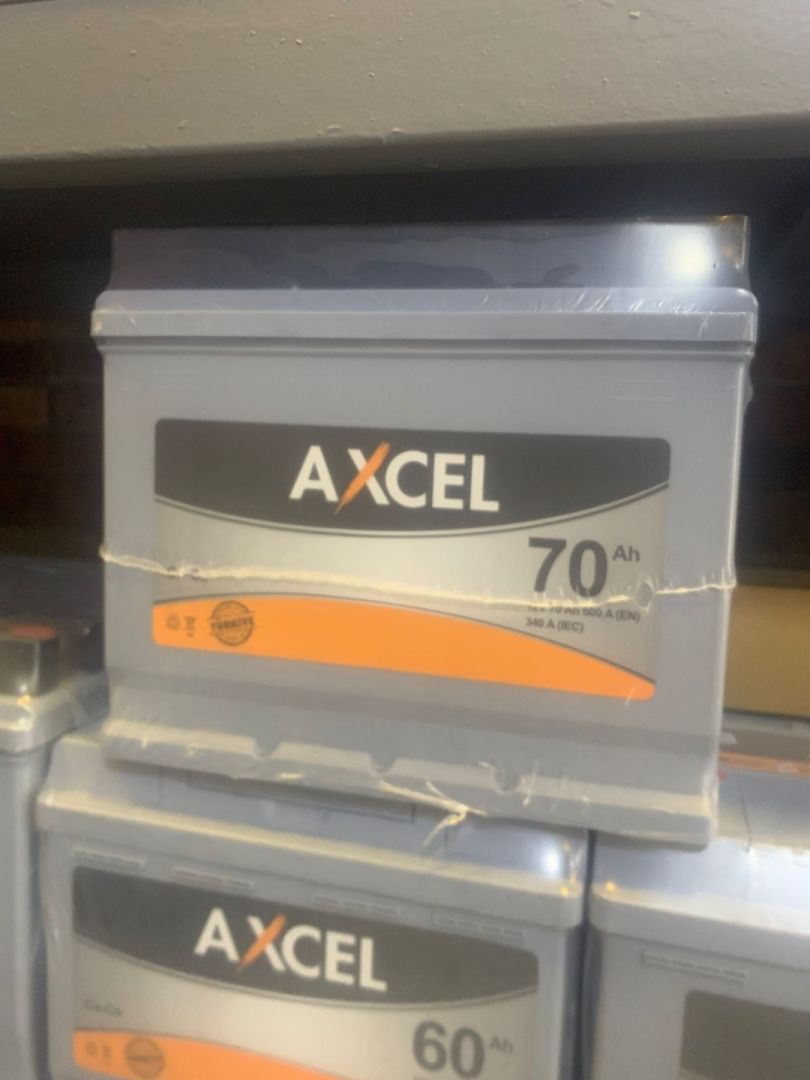 AXCEL
70 Ah
12V 70 Ah 600 A (EN)
340 A (IEC)
TÜRKİYE
AXCEL
Ca-Ca
60 Ah